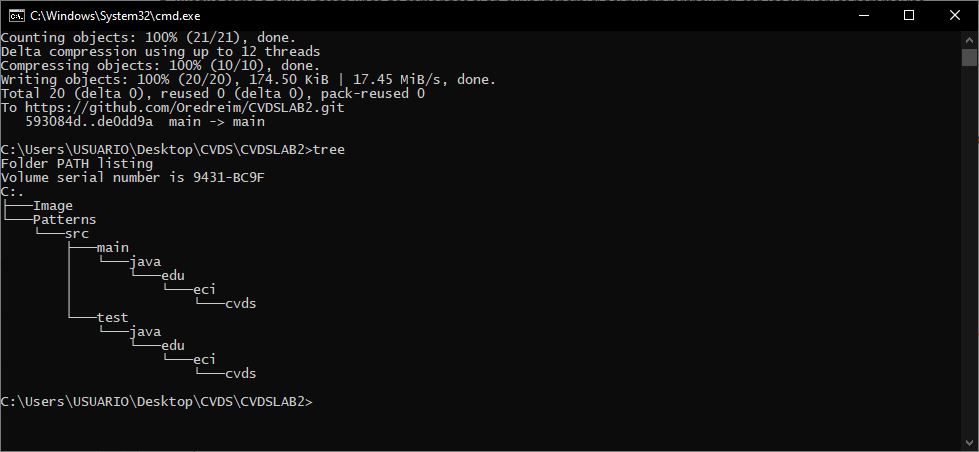 C:\Windows\System32\cmd.exe
Counting objects: 100% (21/21), done.
Delta compression using up to 12 threads
Compressing objects: 100% (10/10), done.
Writing objects: 100% (20/20), 174.50 KiB | 17.45 MiB/s, done.
Total 20 (delta 0), reused 0 (delta 0), pack-reused 0
To https://github.com/Oredreim/CVDSLAB2.git
   593084d..de0dd9a  main -> main

C:\Users\USUARIO\Desktop\CVDS\CVDSLAB2>tree
Folder PATH listing
Volume serial number is 9431-BC9F
C:.
├───Image
└───Patterns
    └───src
        ├───main
        │   └───java
        │       └───edu
        │           └───eci
        │               └───cvds
        └───test
            └───java
                └───edu
                    └───eci
                        └───cvds

C:\Users\USUARIO\Desktop\CVDS\CVDSLAB2>